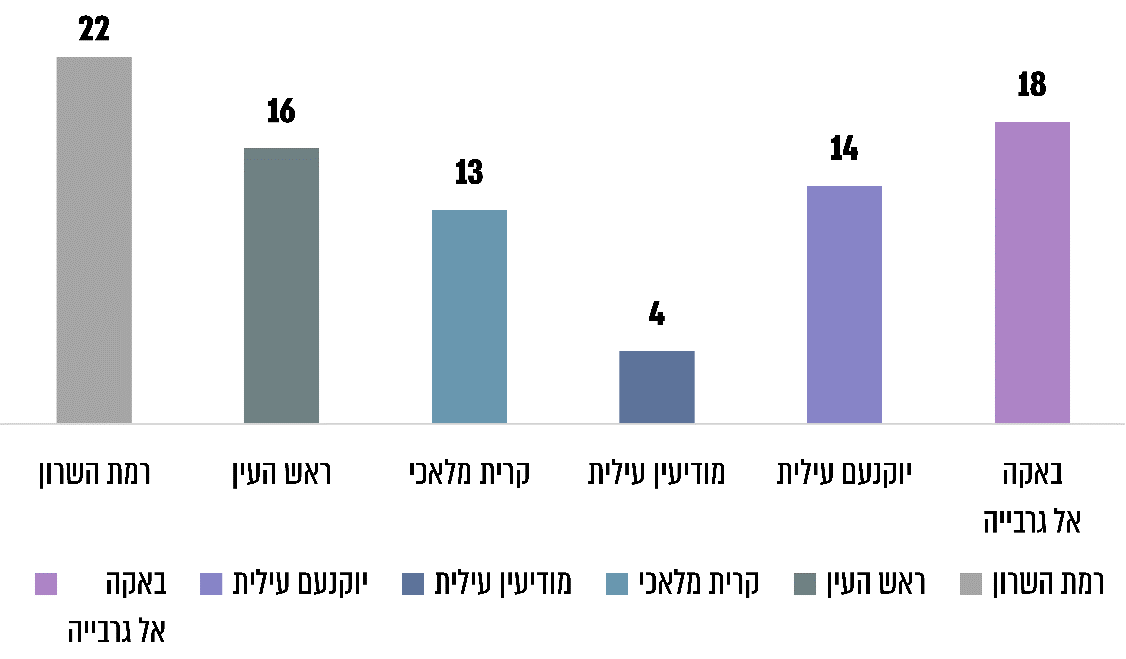 22
16
13
4
14
18
רמת השרון
ראש העין
קרית מלאכי
מודיעין עילית
יוקנעם עילית
באקה
אל גרבייה
רמת השרון
ראש העין
קרית מלאכי
מודיעין עילית
יוקנעם עילית
באקה
אל גרבייה